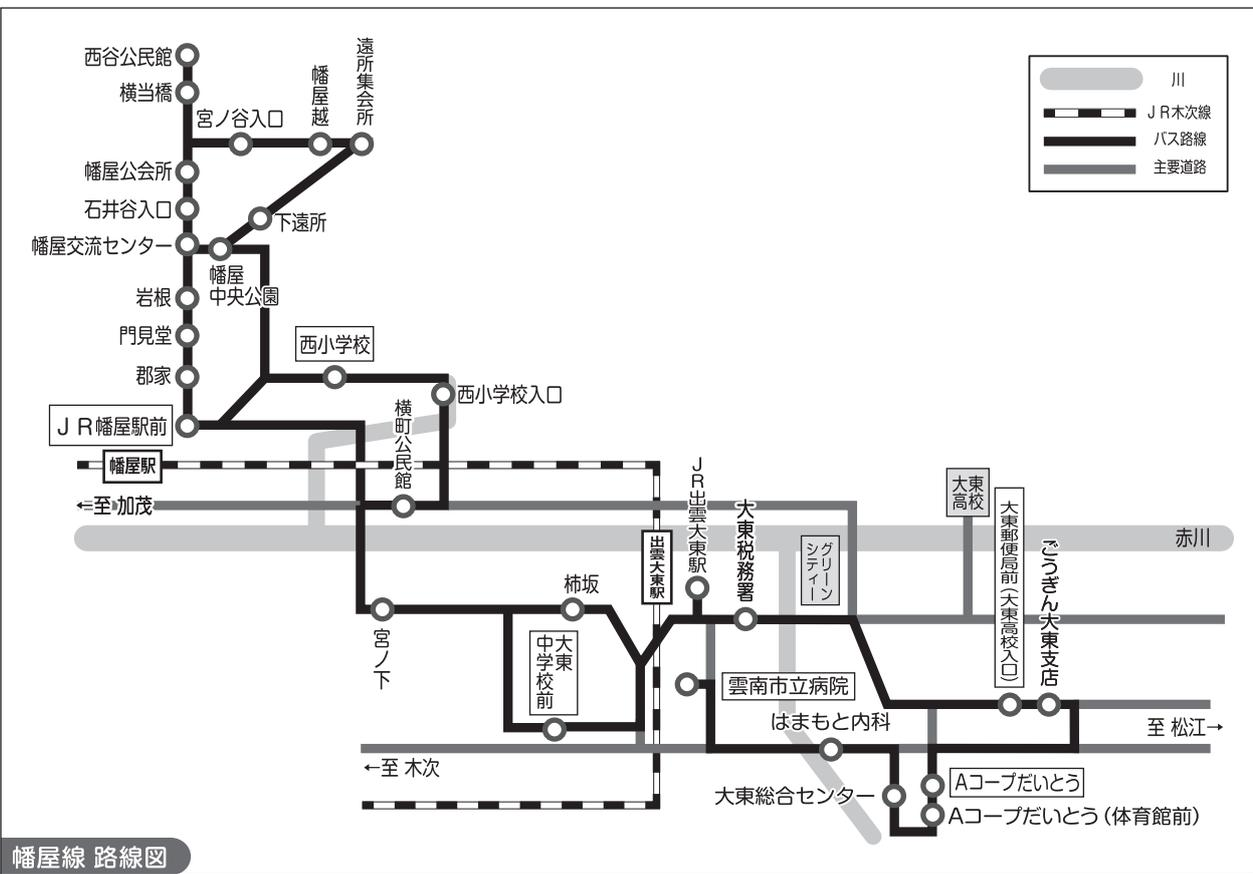 西谷公民館
横当橋
宮ノ谷入口
幡屋越
遠所集会所
幡屋公会所
石井谷入口
幡屋交流センター
下遠所
幡屋
中央公園
岩根
門見堂
郡家
西小学校
西小学校入口
JR幡屋駅前
横町公民館
幡屋駅
←至 加茂
川
JR木次線
バス路線
主要道路
JR出雲大東駅
大東税務署
出雲大東駅
グリーン
シティー
大東
高校
大東郵便局前(大東高校入口)
ごうぎん大東支店
赤川
柿坂
宮ノ下
大東
中学校前
雲南市立病院
はまもと内科
至 松江→
←至 木次
大東総合センター
Aコープだいとう
Aコープだいとう(体育館前)
幡屋線 路線図